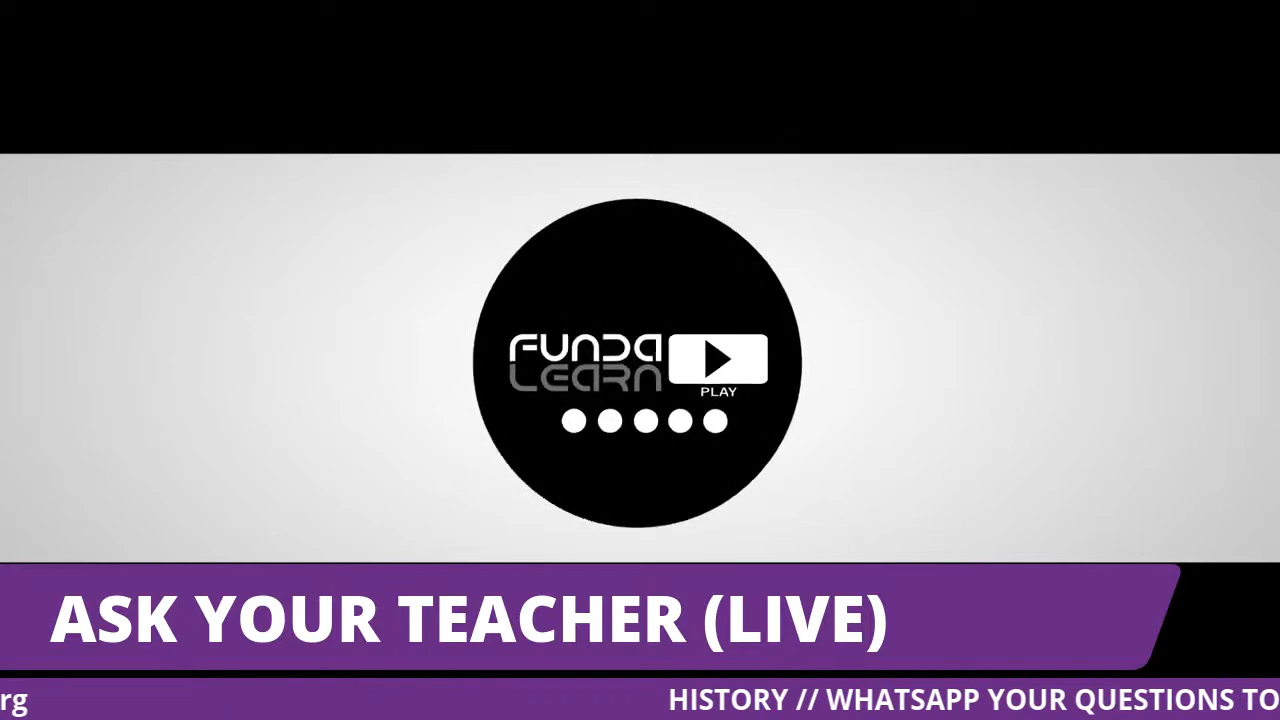 FUNDA
LEARN
PLAY
ASK YOUR TEACHER (LIVE)
rg HISTORY // WHATSAPP YOUR QUESTIONS TO